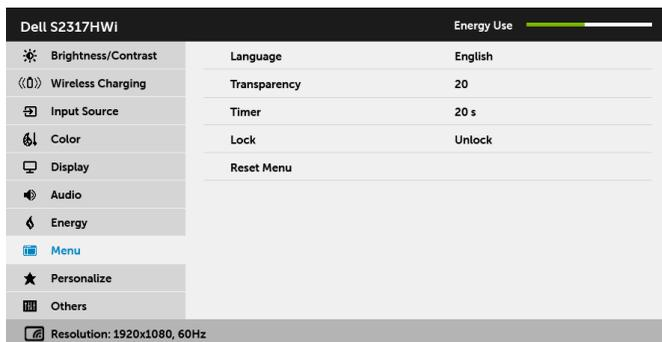 Dell S2317HWi Energy Use
Brightness/Contrast Language English
Wireless Charging Transparency 20
Input Source Timer 20 s
Color Lock Unlock
Display Reset Menu
Audio
Energy
Menu
Personalize
Others
Resolution: 1920x1080, 60Hz